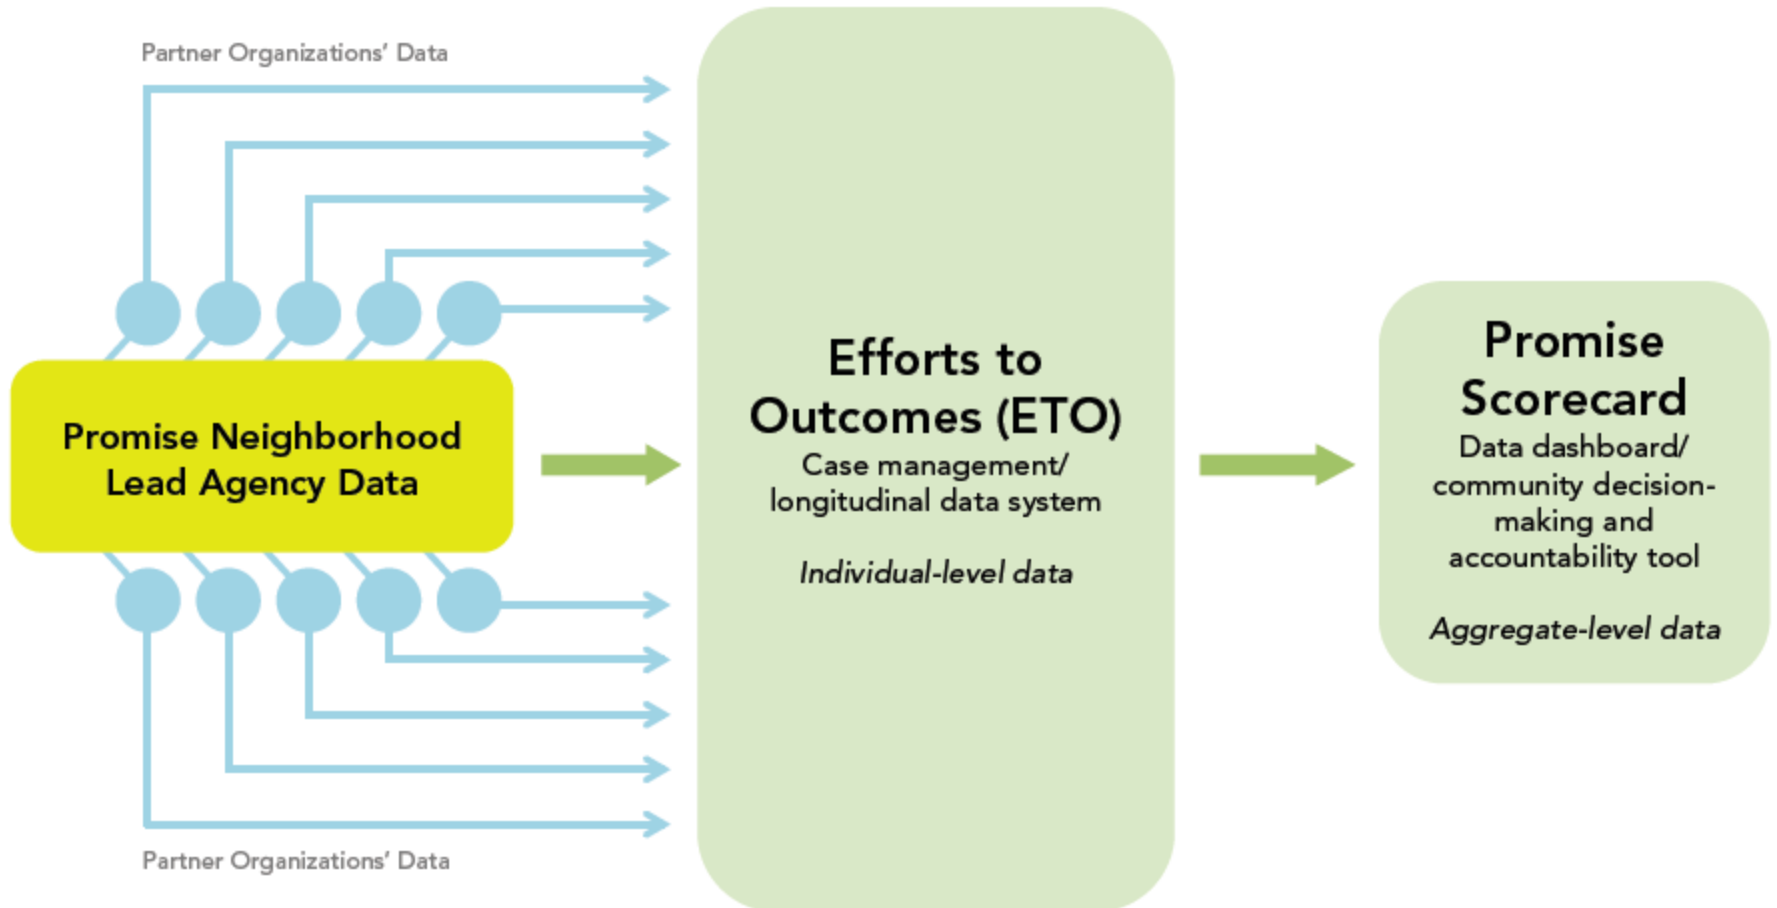 Partner Organizations' Data
Promise Neighborhood
Lead Agency Data
Partner Organizations' Data
Efforts to
Outcomes (ETO)
Case management/
longitudinal data system
Individual-level data
Promise
Scorecard
Data dashboard/
community decision-
making and
accountability tool
Aggregate-level data